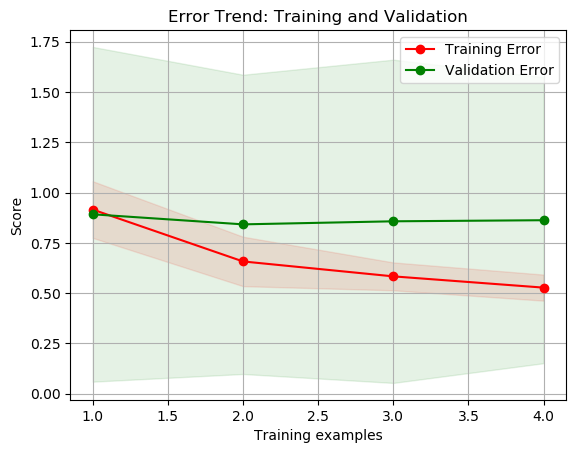 Error Trend: Training and Validation
Training Error
Validation Error
1.75
1.50
1.25
1.00
0.75
0.50
0.25
0.00
Score
1.0 1.5 2.0 2.5 3.0 3.5 4.0
Training examples